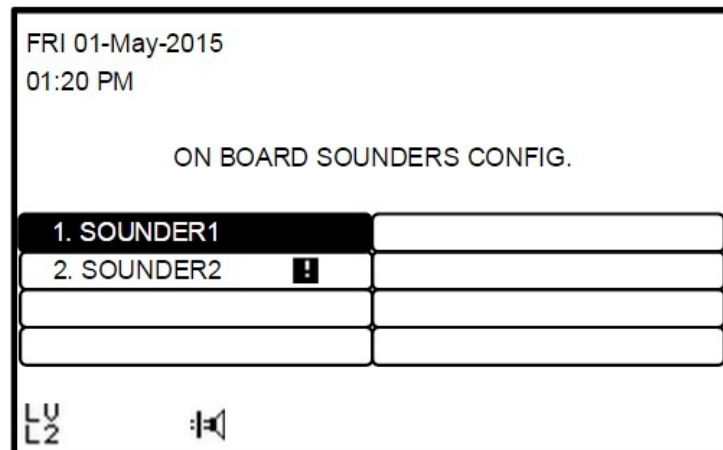 FRI 01-May-2015
01:20 PM
ON BOARD SOUNDERS CONFIG.
1. SOUNDER1
2. SOUNDER2 !
LV
L2